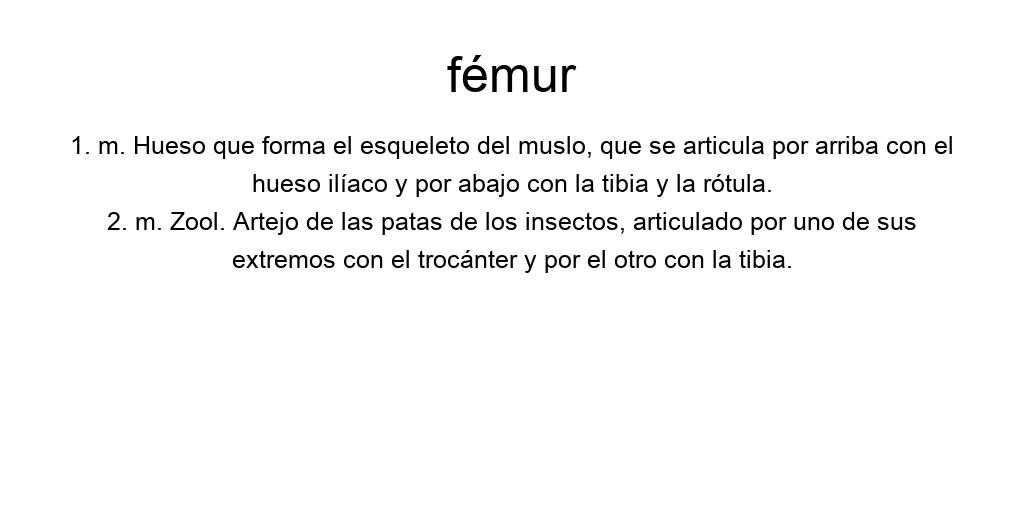 fémur
1. m. Hueso que forma el esqueleto del muslo, que se articula por arriba con el
hueso ilíaco y por abajo con la tibia y la rótula.
2. m. Zool. Artejo de las patas de los insectos, articulado por uno de sus
extremos con el trocánter y por el otro con la tibia.